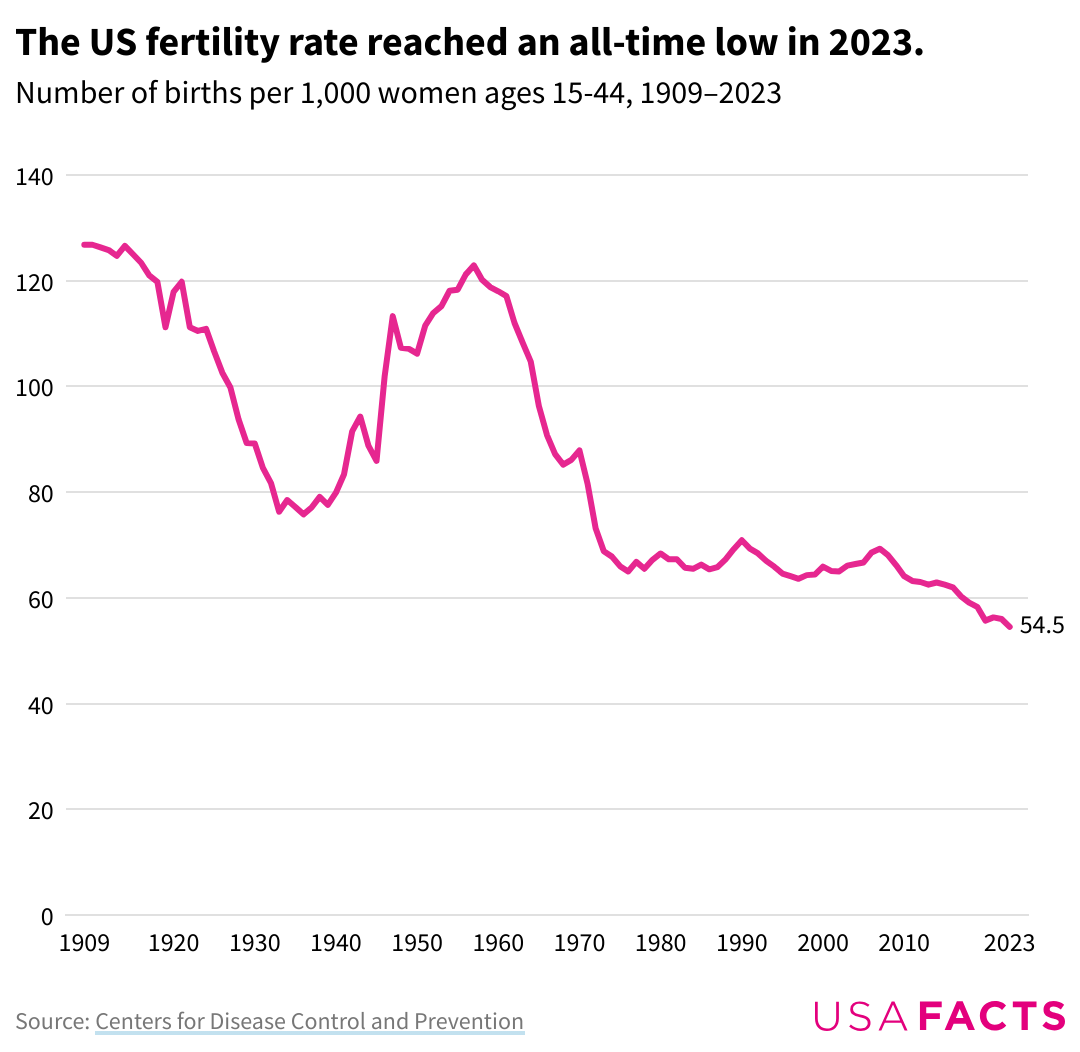 The US fertility rate reached an all-time low in 2023.
Number of births per 1,000 women ages 15-44, 1909–2023
140
120
100
80
60
54.5
40
20
0
1909 1920 1930 1940 1950 1960 1970 1980 1990 2000 2010 2023
Source: Centers for Disease Control and Prevention
USAFACTS